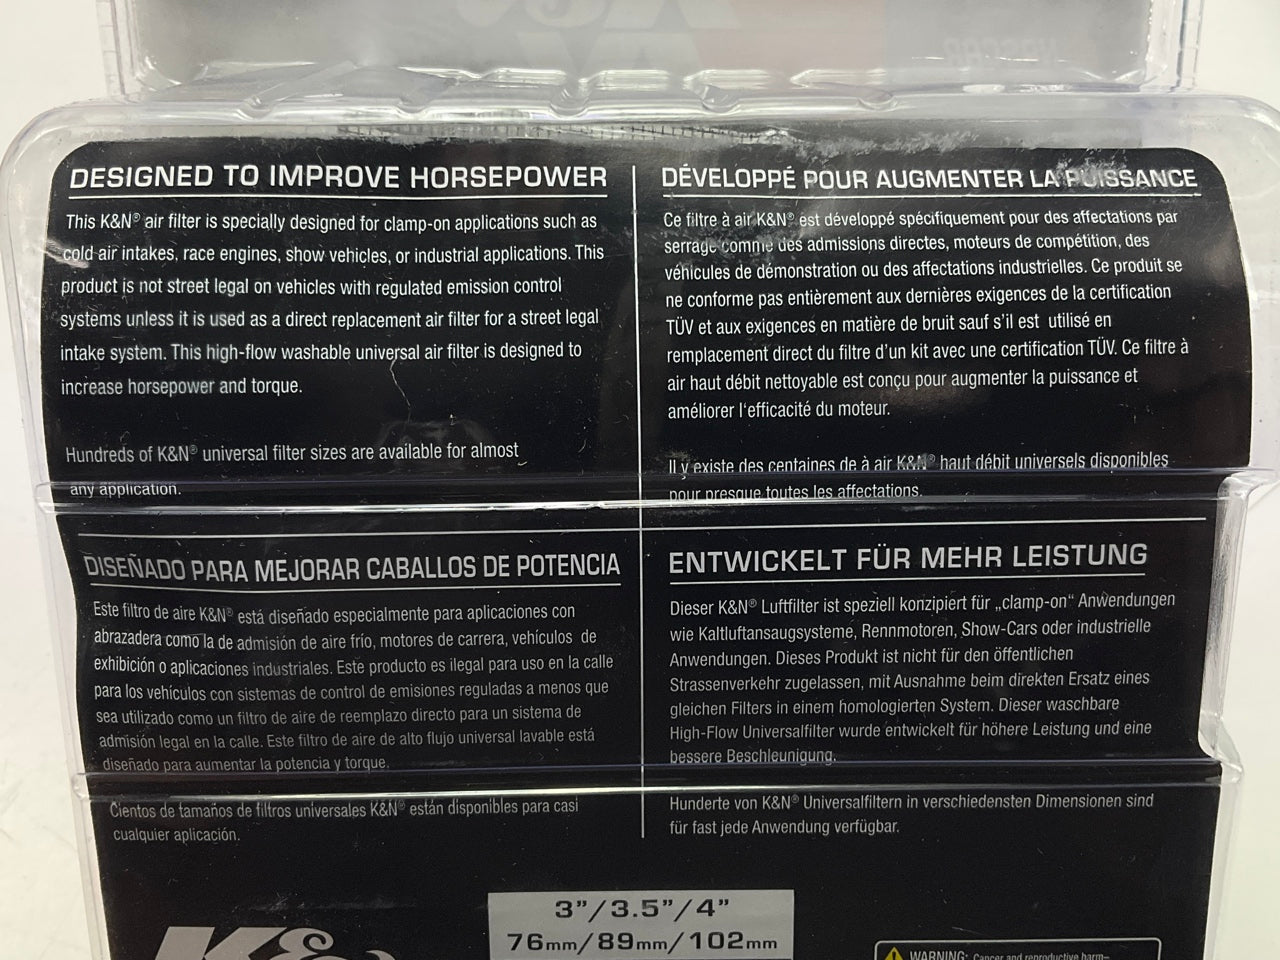 DESIGNED TO IMPROVE HORSEPOWER
This K&N® air filter is specially designed for clamp-on applications such as
cold air intakes, race engines, show vehicles, or industrial applications. This
product is not street legal on vehicles with regulated emission control
systems unless it is used as a direct replacement air filter for a street legal
intake system. This high-flow washable universal air filter is designed to
increase horsepower and torque.
Hundreds of K&N® universal filter sizes are available for almost
any application.
DÉVELOPPÉ POUR AUGMENTER LA PUISSANCE
Ce filtre à air K&N® est développé spécifiquement pour des affectations par
serrage comme des admissions directes, moteurs de compétition, des
véhicules de démonstration ou des affectations industrielles. Ce produit se
ne conforme pas entièrement aux dernières exigences de la certification
TÜV et aux exigences en matière de bruit sauf s'il est utilisé en
remplacement direct du filtre d'un kit avec une certification TÜV. Ce filtre à
air haut débit nettoyable est conçu pour augmenter la puissance et
améliorer l'efficacité du moteur.
Il y existe des centaines de à air K&N® haut débit universels disponibles
pour presque toutes les affectations.
DISEÑADO PARA MEJORAR CABALLOS DE POTENCIA
Este filtro de aire K&N® está diseñado especialmente para aplicaciones con
abrazadera como la de admisión de aire frío, motores de carrera, vehículos de
exhibición o aplicaciones industriales. Este producto es ilegal para uso en la calle
para los vehículos con sistemas de control de emisiones reguladas a menos que
sea utilizado como un filtro de aire de reemplazo directo para un sistema de
admisión legal en la calle. Este filtro de aire de alto flujo universal lavable está
diseñado para aumentar la potencia y torque.
Cientos de tamaños de filtros universales K&N® están disponibles para casi
cualquier aplicación.
ENTWICKELT FÜR MEHR LEISTUNG
Dieser K&N® Luftfilter ist speziell konzipiert für „clamp-on“ Anwendungen
wie Kaltluftansaugsysteme, Rennmotoren, Show-Cars oder industrielle
Anwendungen. Dieses Produkt ist nicht für den öffentlichen
Strassenverkehr zugelassen, mit Ausnahme beim direkten Ersatz eines
gleichen Filters in einem homologierten System. Dieser waschbare
High-Flow Universalfilter wurde entwickelt für höhere Leistung und eine
bessere Beschleunigung.
Hunderte von K&N® Universalfiltern in verschiedensten Dimensionen sind
für fast jede Anwendung verfügbar.
3”/3.5”/4”
76mm/89mm/102mm
K&
WARNING: Cancer and reproductive harm–